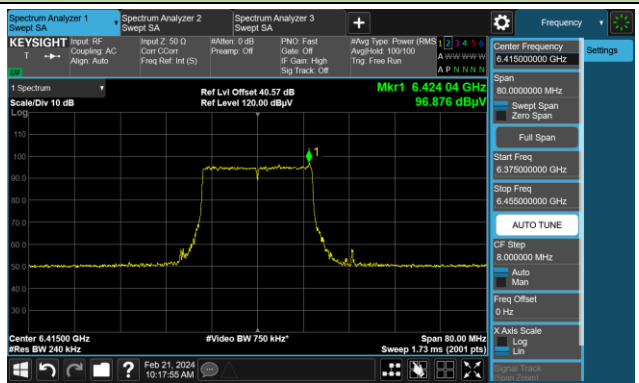 Spectrum Analyzer 1
Swept SA
Spectrum Analyzer 2
Swept SA
Spectrum Analyzer 3
Swept SA
+
Frequency
KEYSIGHT
T
Input: RF
Coupling: AC
Align: Auto
Input Z: 50 Ω
Corr CCorr
Freq Ref: Int (S)
#Atten: 0 dB
Preamp: Off
PNO: Fast
Gate: Off
IF Gain: High
Sig Track: Off
#Avg Type: Power (RMS
Avg|Hold: 100/100
Trig: Free Run
1 2 3 4 5 6
A W W W W W
A P N N N N
1 Spectrum
Scale/Div 10 dB
Log
Ref Lvl Offset 40.57 dB
Ref Level 120.00 dBµV
Mkr1 6.424 04 GHz
96.876 dBµV
1
110
100
90.0
80.0
70.0
60.0
50.0
40.0
30.0
Center 6.41500 GHz
#Res BW 240 kHz
#Video BW 750 kHz*
Span 80.00 MHz
Sweep 1.73 ms (2001 pts)
Center Frequency
6.415000000 GHz
Span
80.0000000 MHz
Swept Span
Zero Span
Full Span
Start Freq
6.375000000 GHz
Stop Freq
6.455000000 GHz
AUTO TUNE
CF Step
8.000000 MHz
Auto
Man
Freq Offset
0 Hz
X Axis Scale
Log
Lin
Signal Track
(Span Zoom)
Settings
?
Feb 21, 2024
10:17:55 AM